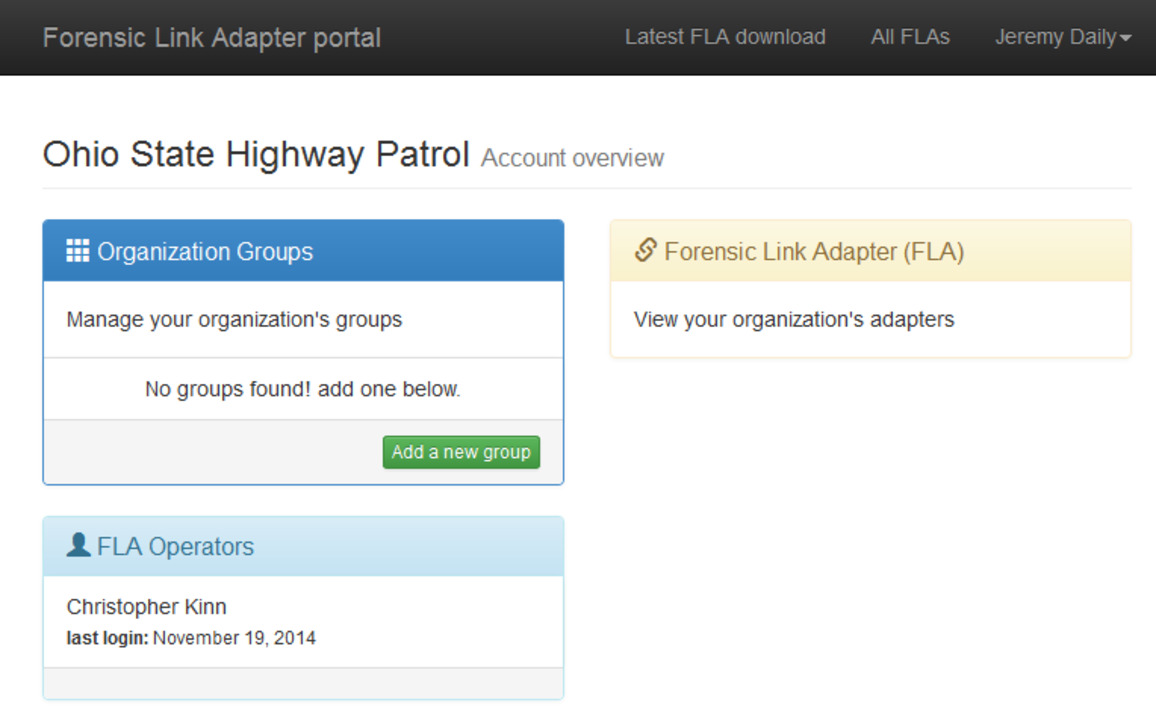 Forensic Link Adapter portal
Latest FLA download
All FLAs
Jeremy Daily
Ohio State Highway Patrol Account overview
Organization Groups
Manage your organization's groups
No groups found! add one below.
Add a new group
Forensic Link Adapter (FLA)
View your organization's adapters
FLA Operators
Christopher Kinn
last login: November 19, 2014